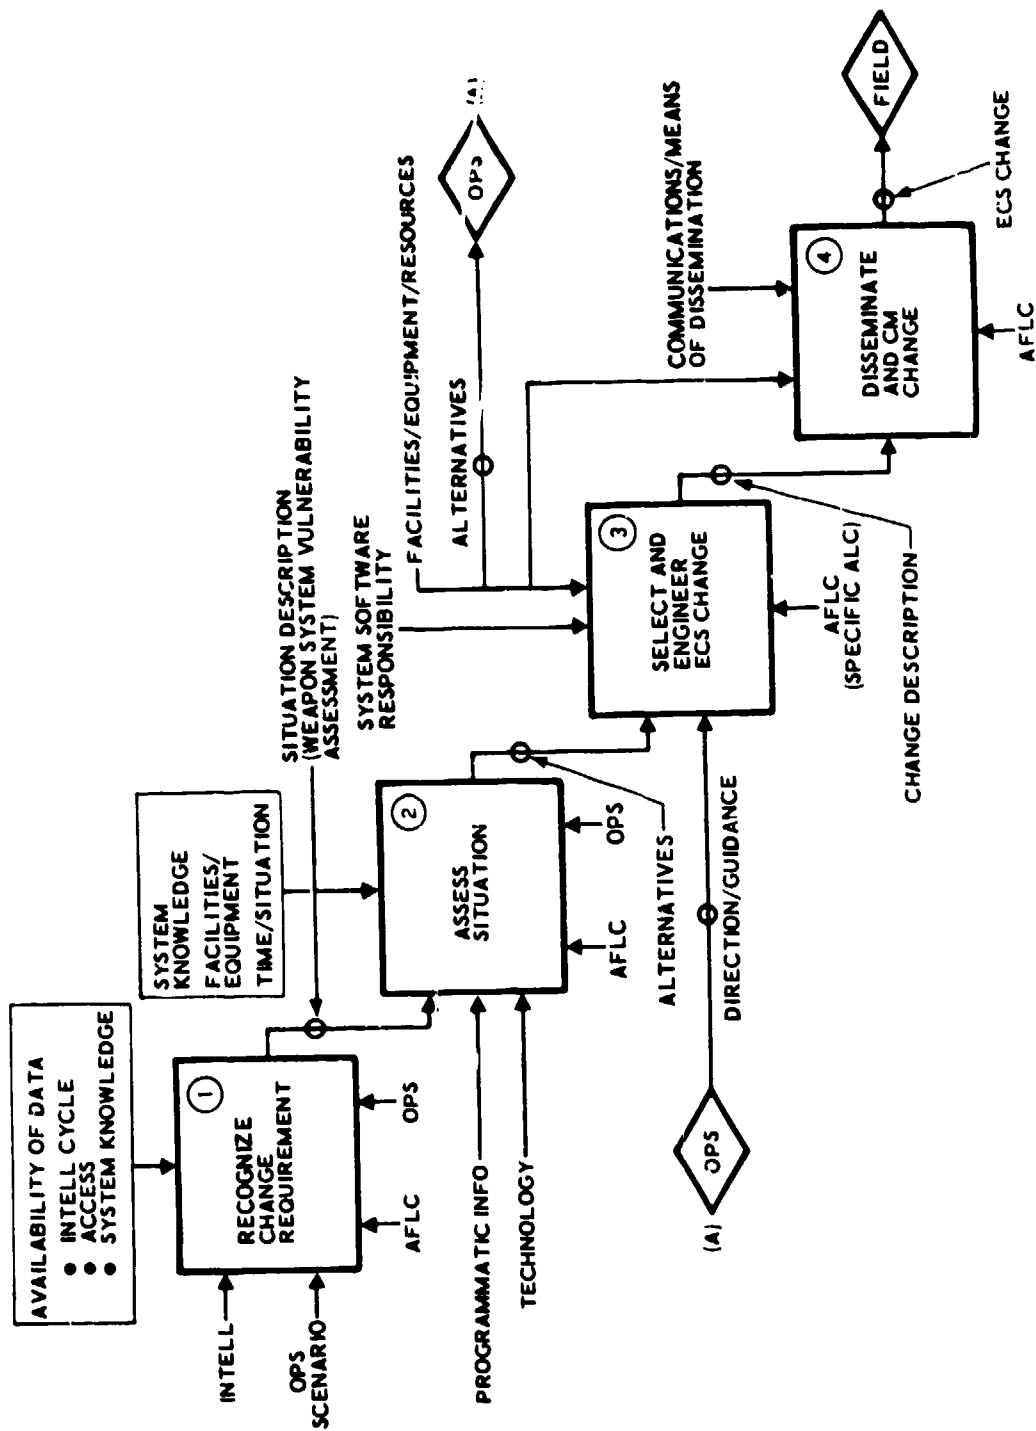 AVAILABILITY OF DATA
● INTELL CYCLE
● ACCESS
● SYSTEM KNOWLEDGE
INTELL
OPS
SCENARIO
1
RECOGNIZE
CHANGE
REQUIREMENT
AFLC
OPS
SYSTEM
KNOWLEDGE
FACILITIES/
EQUIPMENT
TIME/SITUATION
SITUATION DESCRIPTION
(WEAPON SYSTEM VULNERABILITY
ASSESSMENT)
PROGRAMMATIC INFO
TECHNOLOGY
2
ASSESS
SITUATION
AFLC
OPS
ALTERNATIVES
SYSTEM SOFTWARE
RESPONSIBILITY
FACILITIES/EQUIPMENT/RESOURCES
ALTERNATIVES
OPS
(A)
(A)
OPS
DIRECTION/GUIDANCE
3
SELECT AND
ENGINEER
ECS CHANGE
AFLC
(SPECIFIC ALC)
CHANGE DESCRIPTION
COMMUNICATIONS/MEANS
OF DISSEMINATION
4
DISSEMINATE
AND CM
CHANGE
AFLC
FIELD
ECS CHANGE